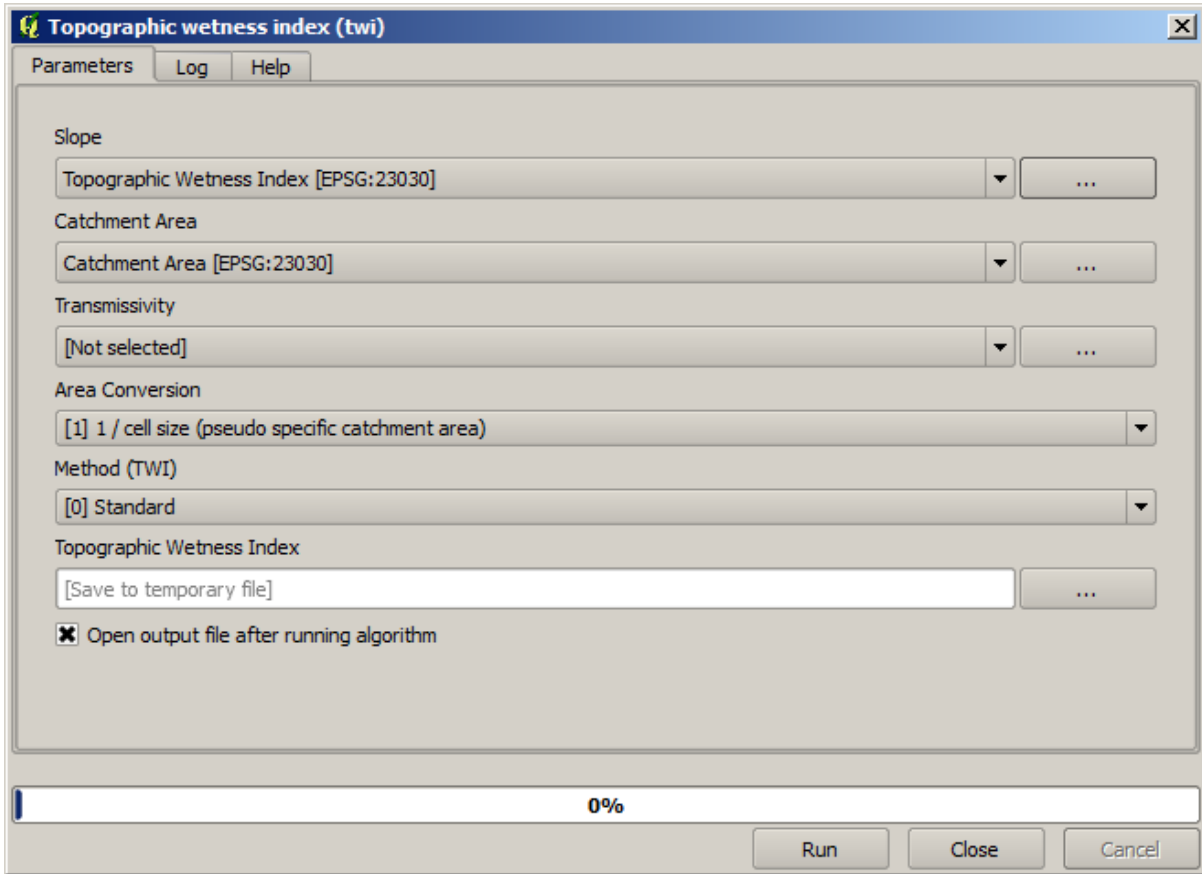 Topographic wetness index (twi)
Parameters Log Help
Slope
Topographic Wetness Index [EPSG:23030] ...
Catchment Area
Catchment Area [EPSG:23030] ...
Transmissivity
[Not selected] ...
Area Conversion
[1] 1 / cell size (pseudo specific catchment area)
Method (TWI)
[0] Standard
Topographic Wetness Index
[Save to temporary file] ...
Open output file after running algorithm
0%
Run Close Cancel